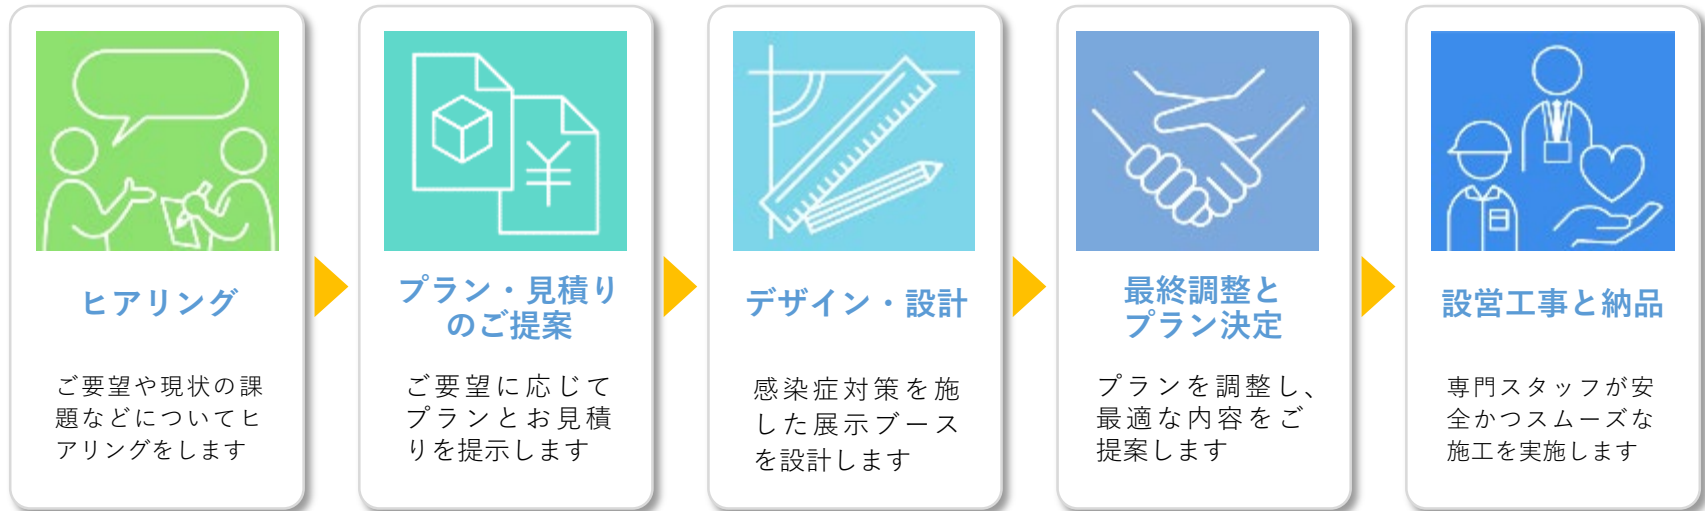 ヒアリング
ご要望や現状の課
題などについてヒ
アリングをします
¥
プラン・見積り
のご提案
ご要望に応じて
プランとお見積
りを提示します
デザイン・設計
感染症対策を施
した展示ブース
を設計します
最終調整と
プラン決定
プランを調整し、
最適な内容をご
提案します
設営工事と納品
専門スタッフが安
全かつスムーズな
施工を実施します